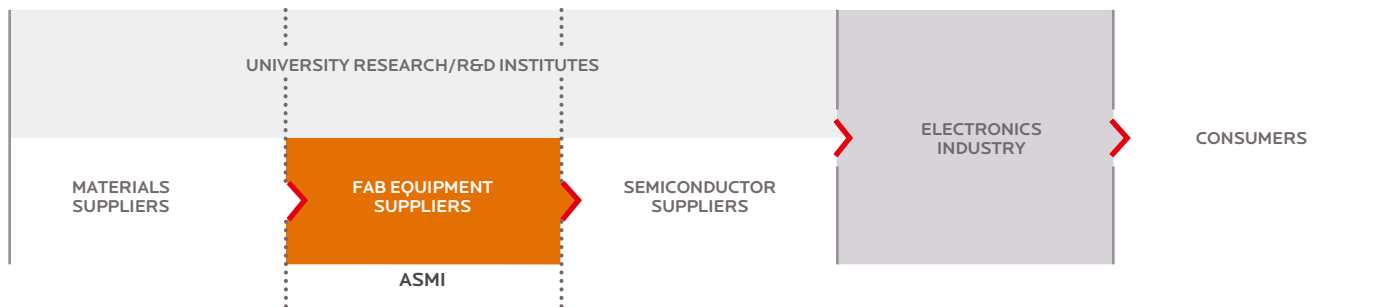 UNIVERSITY RESEARCH/R&D INSTITUTES
MATERIALS
SUPPLIERS
FAB EQUIPMENT
SUPPLIERS
SEMICONDUCTOR
SUPPLIERS
ELECTRONICS
INDUSTRY
CONSUMERS
ASMI